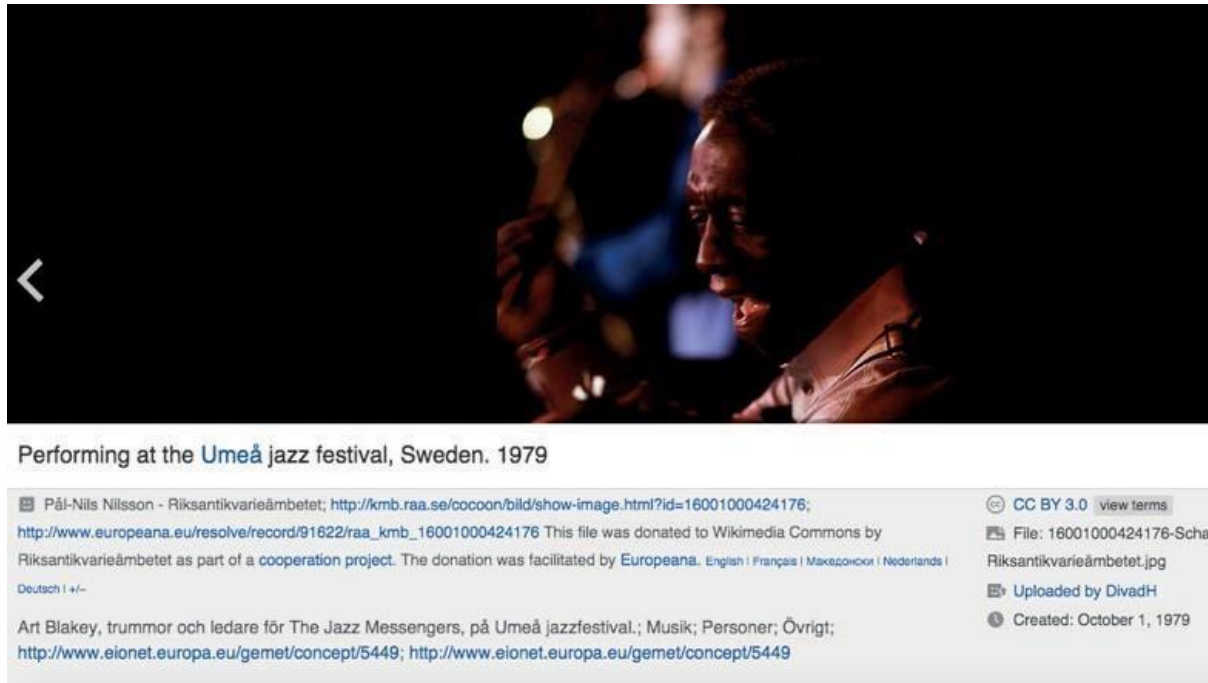 Performing at the Umeå jazz festival, Sweden. 1979
Pål-Nils Nilsson - Riksantikvarieämbetet; http://kmb.raa.se/cocoon/bild/show-image.html?id=16001000424176;
http://www.europeana.eu/resolve/record/91622/raa_kmb_16001000424176 This file was donated to Wikimedia Commons by
Riksantikvarieämbetet as part of a cooperation project. The donation was facilitated by Europeana. English | Français | Македонски | Nederlands |
Deutsch | +/−
Art Blakey, trummor och ledare för The Jazz Messengers, på Umeå jazzfestival.; Musik; Personer; Övrigt;
http://www.eionet.europa.eu/gemet/concept/5449; http://www.eionet.europa.eu/gemet/concept/5449
cc CC BY 3.0 view terms
File: 16001000424176-Scha
Riksantikvarieämbetet.jpg
Uploaded by DivadH
Created: October 1, 1979